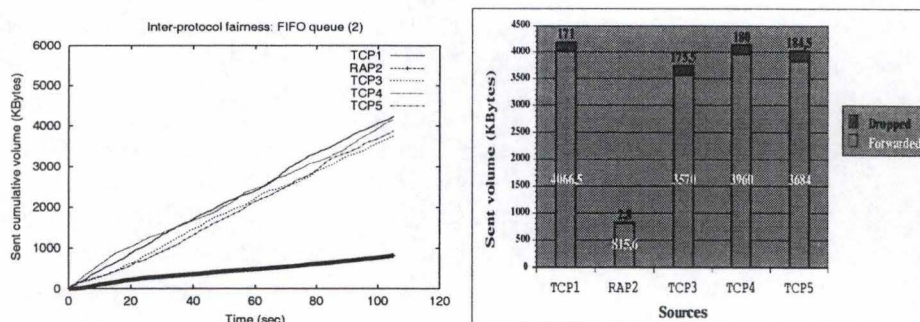 Inter-protocol fairness: FIFO queue (2)
Sent cumulative volume (KBytes)
6000
5000
4000
3000
2000
1000
0
TCP1
RAP2
TCP3
TCP4
TCP5
0
20
40
60
80
100
120
Time (sec)
Sent volume (KBytes)
4500
4000
3500
3000
2500
2000
1500
1000
500
0
171
4066,5
2,8
815,6
175,5
3570
180
3960
184,5
3684
TCP1
RAP2
TCP3
TCP4
TCP5
Sources
Dropped
Forwarded